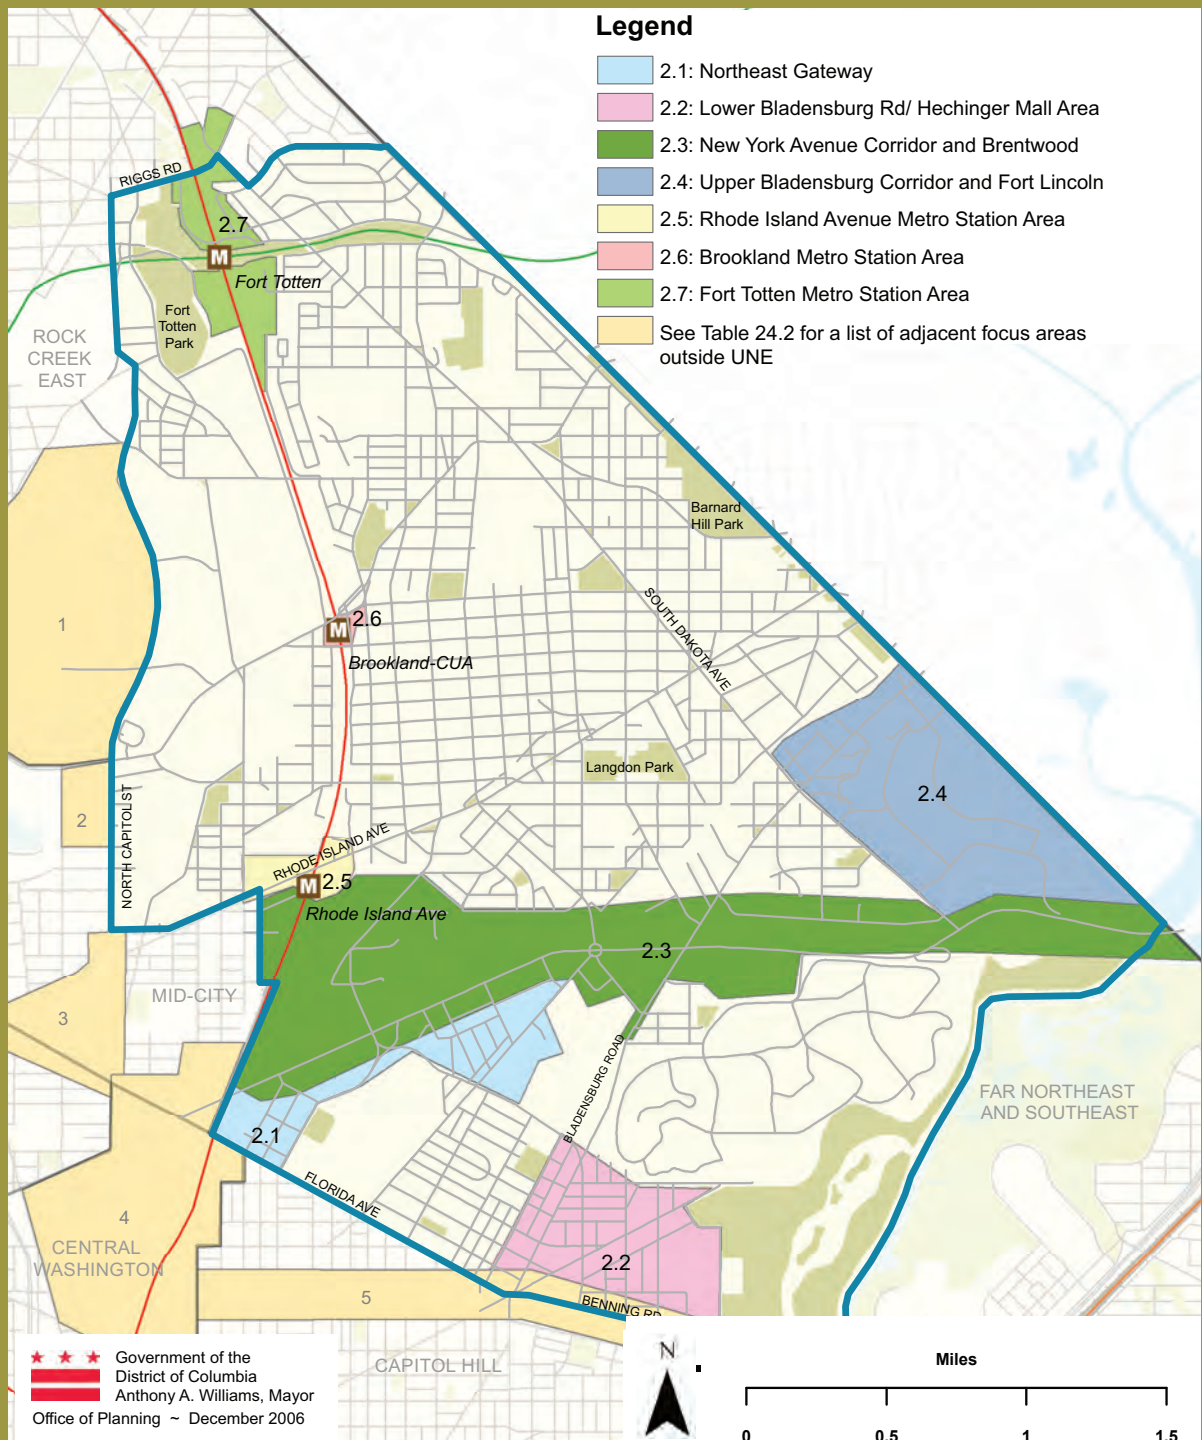 Legend
2.1: Northeast Gateway
2.2: Lower Bladensburg Rd/ Hechinger Mall Area
2.3: New York Avenue Corridor and Brentwood
2.4: Upper Bladensburg Corridor and Fort Lincoln
2.5: Rhode Island Avenue Metro Station Area
2.6: Brookland Metro Station Area
2.7: Fort Totten Metro Station Area
See Table 24.2 for a list of adjacent focus areas
outside UNE
RIGGS RD
2.7
M
Fort Totten
Fort
Totten
Park
ROCK
CREEK
EAST
Barnard
Hill Park
1
2.6
M
Brookland-CUA
SOUTH DAKOTA AVE
Langdon Park
2.4
2
NORTH CAPITOL ST
RHODE ISLAND AVE
M
2.5
Rhode Island Ave
2.3
MID-CITY
3
BLADENSBURG ROAD
FAR NORTHEAST
AND SOUTHEAST
2.1
FLORIDA AVE
4
CENTRAL
WASHINGTON
2.2
5
BENNING RD
CAPITOL HILL
Government of the
District of Columbia
Anthony A. Williams, Mayor
Office of Planning ~ December 2006
N
Miles
0 0.5 1 1.5